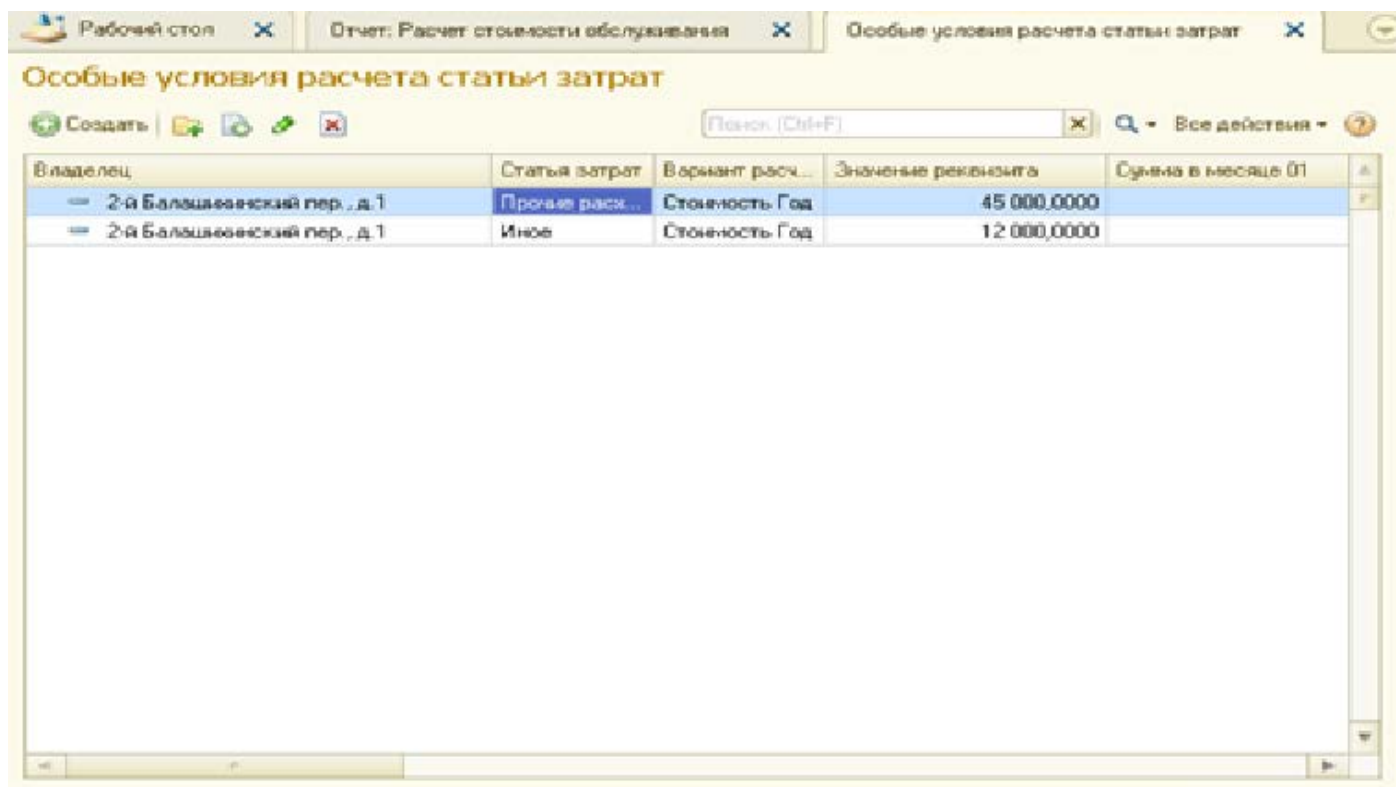 Рабочий стол Отчет: Расчет стоимости обслуживания Особые условия расчета статьи затрат
Особые условия расчета статьи затрат
Создать Поиск (Ctrl+F) Все действия
Владелец Статья затрат Вариант расч... Значение реквизита Сумма в месяце 01
2-й Балашихинский пер., д.1 Прочие расх... Стоимость Год 45 000,0000
2-й Балашихинский пер., д.1 Иное Стоимость Год 12 000,0000